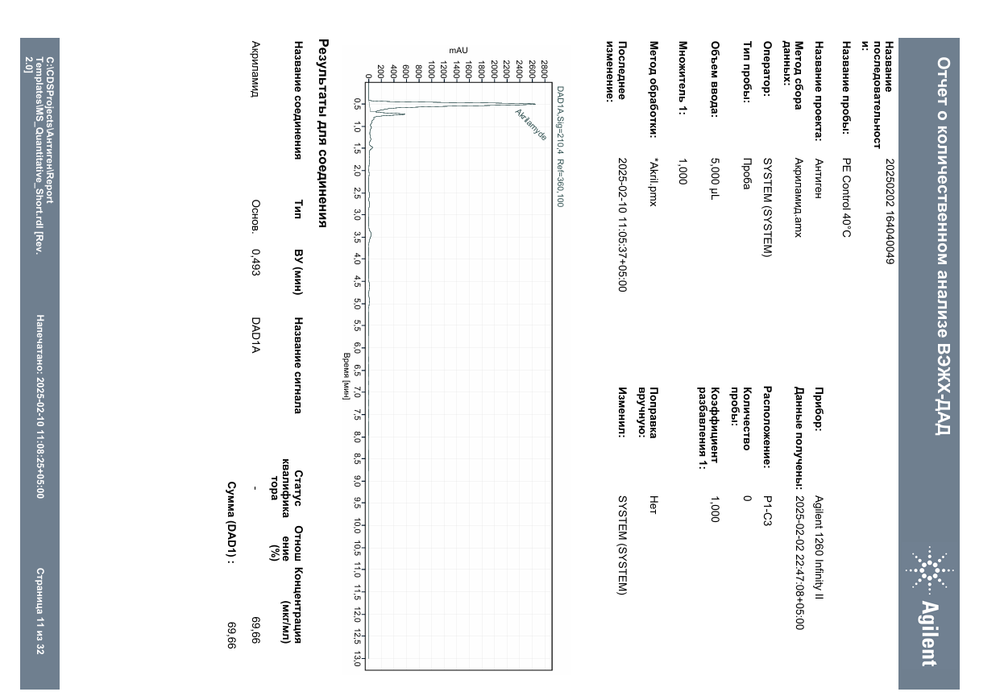 Отчет о количественном анализе ВЭЖХ-ДАД
Agilent
Название
последовательност
и:
20250202 164040049
Название пробы: PE Control 40°C
Название проекта: Антиген
Прибор: Agilent 1260 Infinity II
Метод сбора
данных:
Акриламид.amx
Данные получены: 2025-02-02 22:47:08+05:00
Оператор: SYSTEM (SYSTEM)
Расположение: P1-C3
Тип пробы: Проба
Количество
пробы:
0
Объем ввода: 5,000 µL
Коэффициент
разбавления 1:
1,000
Множитель 1: 1,000
Метод обработки: *Akril.pmx
Поправка
вручную:
Нет
Последнее
изменение:
2025-02-10 11:05:37+05:00
Изменил: SYSTEM (SYSTEM)
DAD1A,Sig=210,4 Ref=360,100
Akrilamyde
mAU
2800
2600
2400
2200
2000
1800
1600
1400
1200
1000
800
600
400
200
0
0,5 1,0 1,5 2,0 2,5 3,0 3,5 4,0 4,5 5,0 5,5 6,0 6,5 7,0 7,5 8,0 8,5 9,0 9,5 10,0 10,5 11,0 11,5 12,0 12,5 13,0
Время [мин]
Результаты для соединения
Название соединения Тип ВУ (мин) Название сигнала
Статус
квалифика
тора
Отнош
ение
(%)
Концентрация
(мкг/мл)
Акриламид Основ. 0,493 DAD1A - 69,66
Сумма (DAD1) : 69,66
C:\CDSProjects\Антиген\Report
Templates\MS_Quantitative_Short.rdl [Rev.
2.0]
Напечатано: 2025-02-10 11:08:25+05:00
Страница 11 из 32